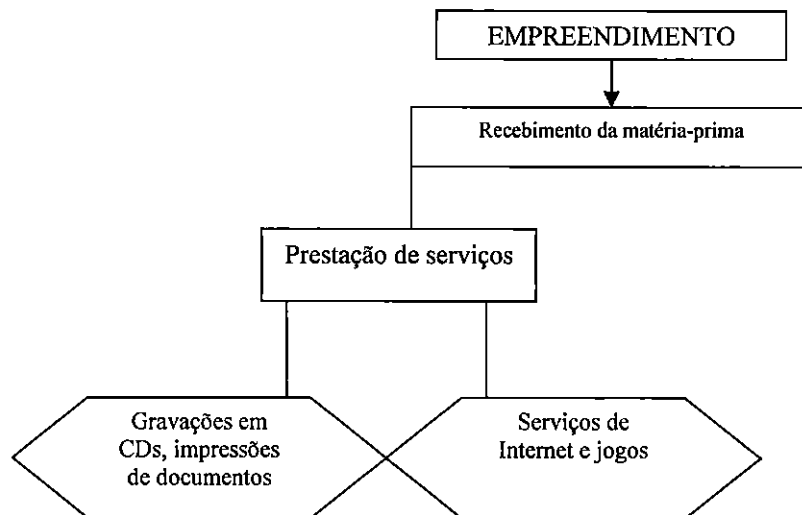 EMPREENDIMENTO
Recebimento da matéria-prima
Prestação de serviços
Gravações em
CDs, impressões
de documentos
Serviços de
Internet e jogos